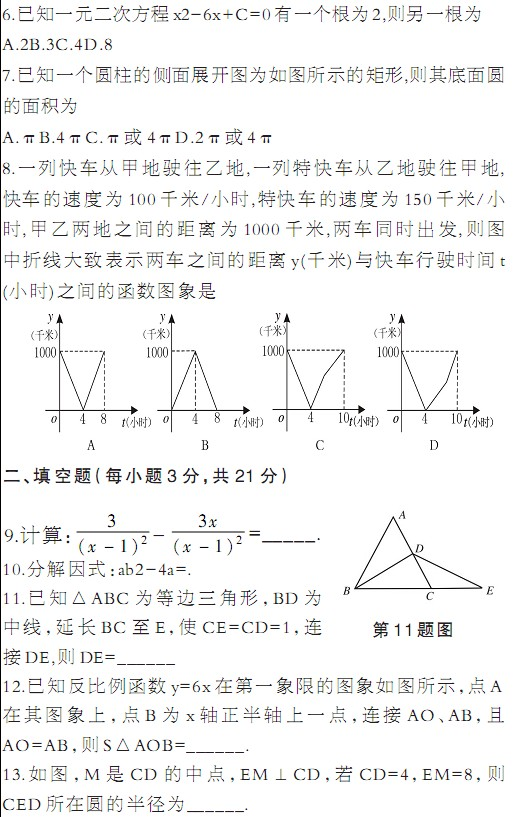 6.已知一元二次方程x2-6x+C=0有一个根为2,则另一根为
A.2B.3C.4D.8
7.已知一个圆柱的侧面展开图为如图所示的矩形,则其底面圆
的面积为
A.πB.4πC.π或4πD.2π或4π
8.一列快车从甲地驶往乙地,一列特快车从乙地驶往甲地,
快车的速度为100千米/小时,特快车的速度为150千米/小
时,甲乙两地之间的距离为1000千米,两车同时出发,则图
中折线大致表示两车之间的距离y(千米)与快车行驶时间t
(小时)之间的函数图象是
y y y y
(千米) (千米) (千米) (千米)
1000 1000 1000 1000
o 4 8 t(小时) o 4 8 t(小时) o 4 10 t(小时) o 4 10 t(小时)
A B C D
二、填空题(每小题3分,共21分)
9.计算:3/(x-1)²-3x/(x-1)²=_____.
10.分解因式:ab2-4a=.
11.已知△ABC为等边三角形,BD为
中线,延长BC至E,使CE=CD=1,连
接DE,则DE=______
A
D
B C E
第11题图
12.已知反比例函数y=6x在第一象限的图象如图所示,点A
在其图象上,点B为x轴正半轴上一点,连接AO、AB,且
AO=AB,则S△AOB=______.
13.如图,M是CD的中点,EM⊥CD,若CD=4,EM=8,则
CED所在圆的半径为______.